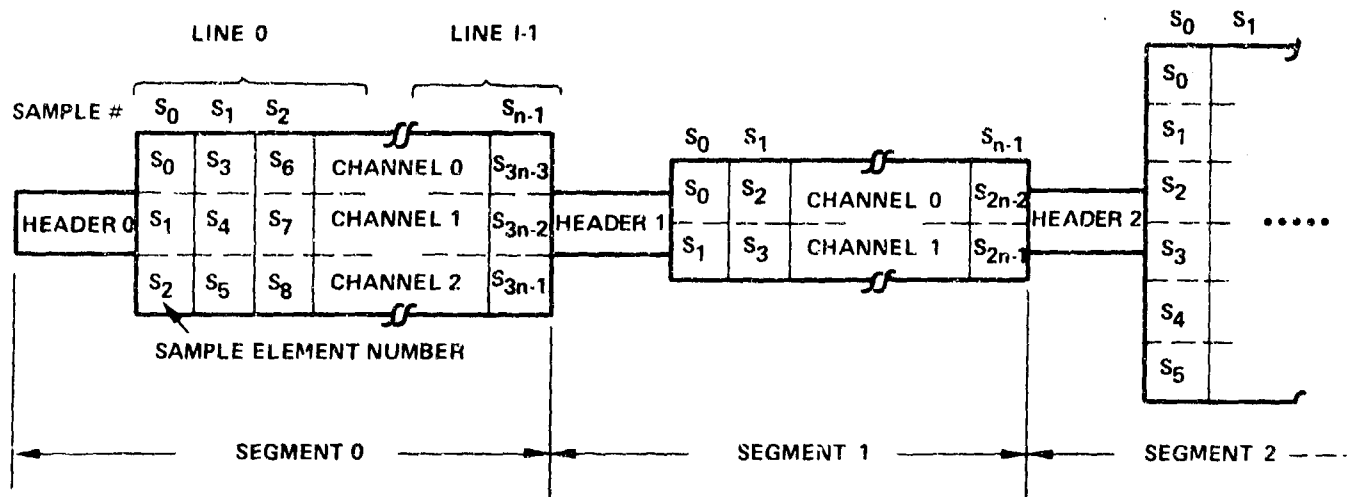 LINE 0 LINE I-1 S0 S1
SAMPLE # S0 S1 S2 Sn-1
S0
S1
S0 S1 Sn-1
S0 S3 S6 CHANNEL 0 S3n-3
HEADER 0 S1 S4 S7 CHANNEL 1 S3n-2
S2 S5 S8 CHANNEL 2 S3n-1
HEADER 1 S0 S2 CHANNEL 0 S2n-2
S1 S3 CHANNEL 1 S2n-1
HEADER 2 S2 .....
S3
S4
S5
SAMPLE ELEMENT NUMBER
SEGMENT 0 SEGMENT 1 SEGMENT 2